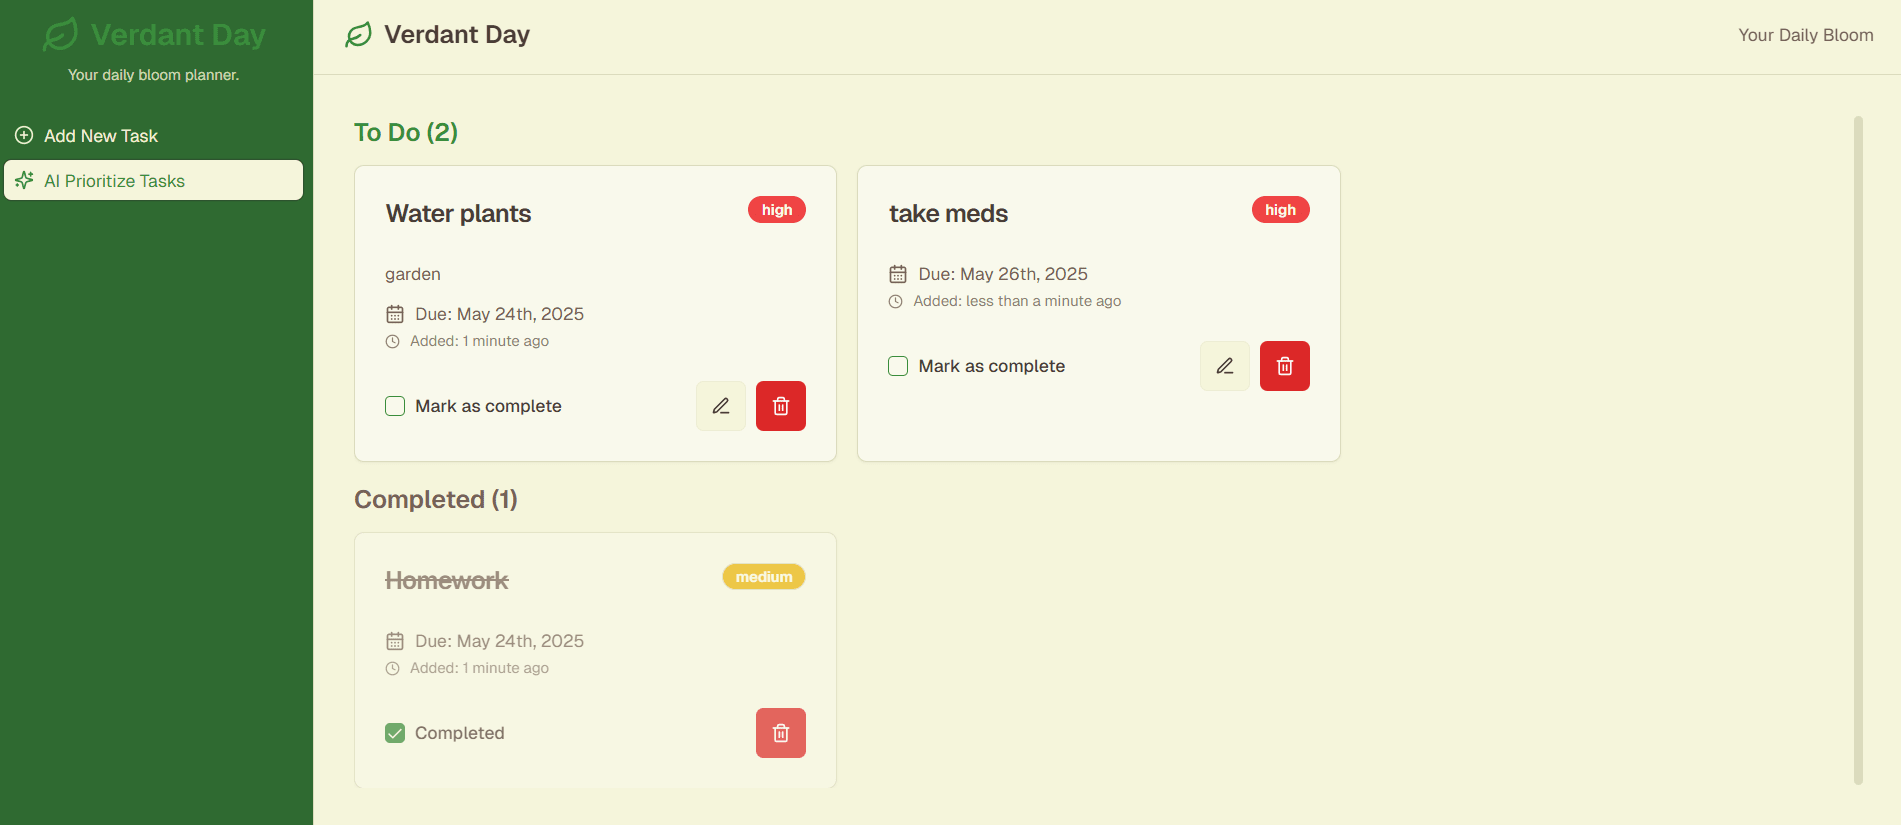 Verdant Day
Your daily bloom planner.
Add New Task
AI Prioritize Tasks
Verdant Day
Your Daily Bloom
To Do (2)
Water plants
high
garden
Due: May 24th, 2025
Added: 1 minute ago
Mark as complete
take meds
high
Due: May 26th, 2025
Added: less than a minute ago
Mark as complete
Completed (1)
Homework
medium
Due: May 24th, 2025
Added: 1 minute ago
Completed